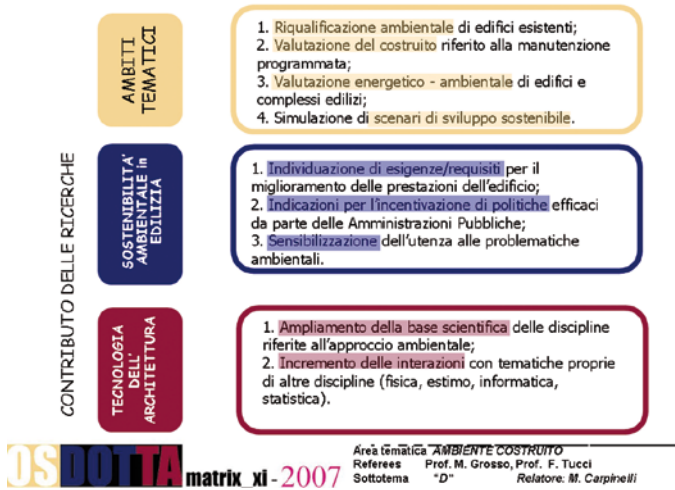 CONTRIBUTO DELLE RICERCHE
AMBITI
TEMATICI
1. Riqualificazione ambientale di edifici esistenti;
2. Valutazione del costruito riferito alla manutenzione
programmata;
3. Valutazione energetico - ambientale di edifici e
complessi edilizi;
4. Simulazione di scenari di sviluppo sostenibile.
SOSTENIBILITA'
AMBIENTALE in
EDILIZIA
1. Individuazione di esigenze/requisiti per il
miglioramento delle prestazioni dell'edificio;
2. Indicazioni per l'incentivazione di politiche efficaci
da parte delle Amministrazioni Pubbliche;
3. Sensibilizzazione dell'utenza alle problematiche
ambientali.
TECNOLOGIA
DELL'
ARCHITETTURA
1. Ampliamento della base scientifica delle discipline
riferite all'approccio ambientale;
2. Incremento delle interazioni con tematiche proprie
di altre discipline (fisica, estimo, informatica,
statistica).
OSDOTTA matrix_xi - 2007
Area tematica AMBIENTE COSTRUITO
Referees Prof. M. Grosso, Prof. F. Tucci
Sottotema "D" Relatore: M. Carpinelli